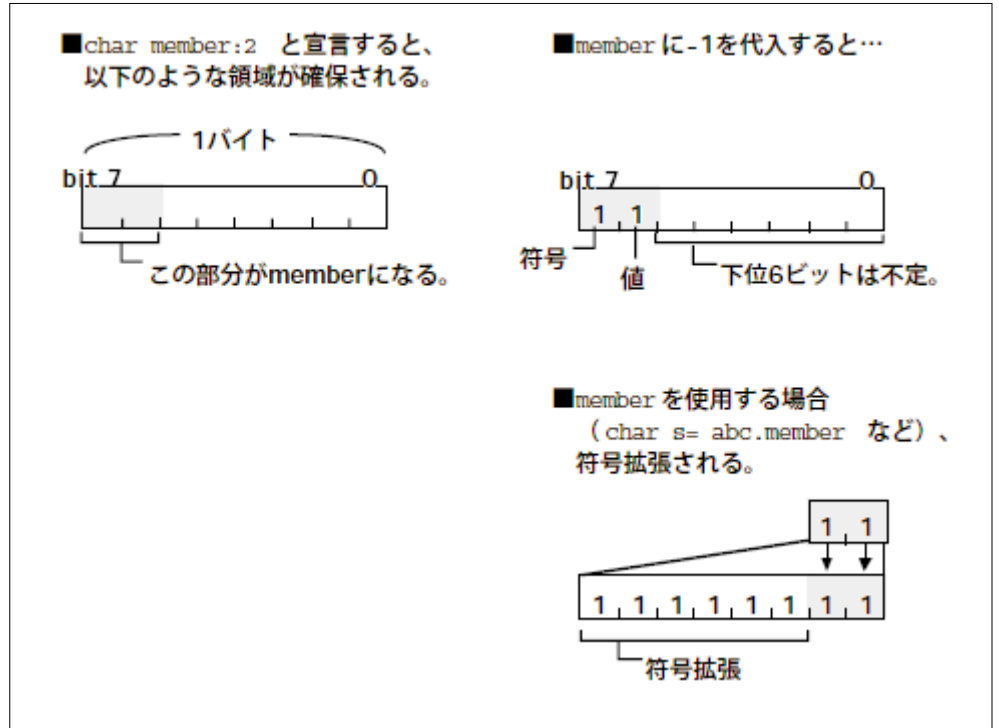 ■char member:2 と宣言すると、
以下のような領域が確保される。
1バイト
bit 7 0
この部分がmemberになる。
■memberに-1を代入すると…
bit 7 0
1 1
符号
値
下位6ビットは不定。
■memberを使用する場合
(char s= abc.member など)、
符号拡張される。
1 1
1 1 1 1 1 1 1 1
符号拡張